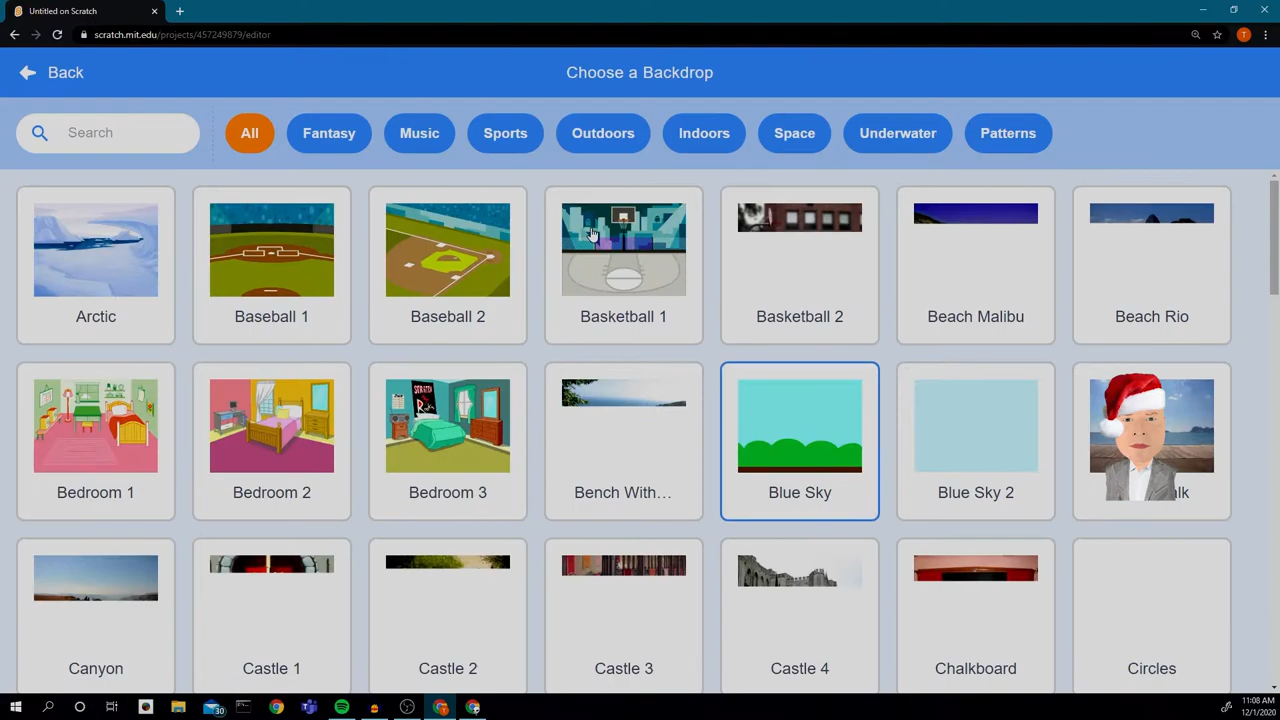 Untitled on Scratch
scratch.mit.edu/projects/457249879/editor
T
Back
Choose a Backdrop
Search
All
Fantasy
Music
Sports
Outdoors
Indoors
Space
Underwater
Patterns
Arctic
Baseball 1
Baseball 2
Basketball 1
Basketball 2
Beach Malibu
Beach Rio
SCRATCH
Bedroom 1
Bedroom 2
Bedroom 3
Bench With…
Blue Sky
Blue Sky 2
Canyon
Castle 1
Castle 2
Castle 3
Castle 4
Chalkboard
Circles
30
11:08 AM
12/1/2020